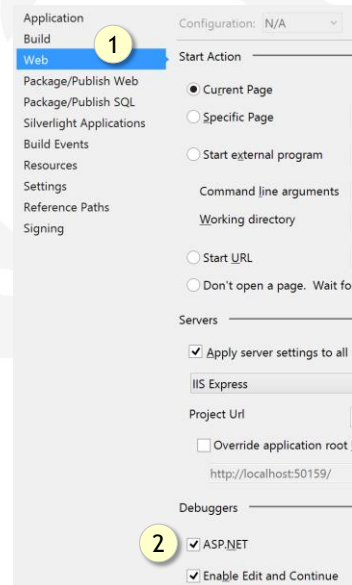 Application
Build
1
Web
Package/Publish Web
Package/Publish SQL
Silverlight Applications
Build Events
Resources
Settings
Reference Paths
Signing
Configuration: N/A
Start Action
Current Page
Specific Page
Start external program
Command line arguments
Working directory
Start URL
Don't open a page. Wait fo
Servers
Apply server settings to all
IIS Express
Project Url
Override application root
http://localhost:50159/
Debuggers
2
ASP.NET
Enable Edit and Continue